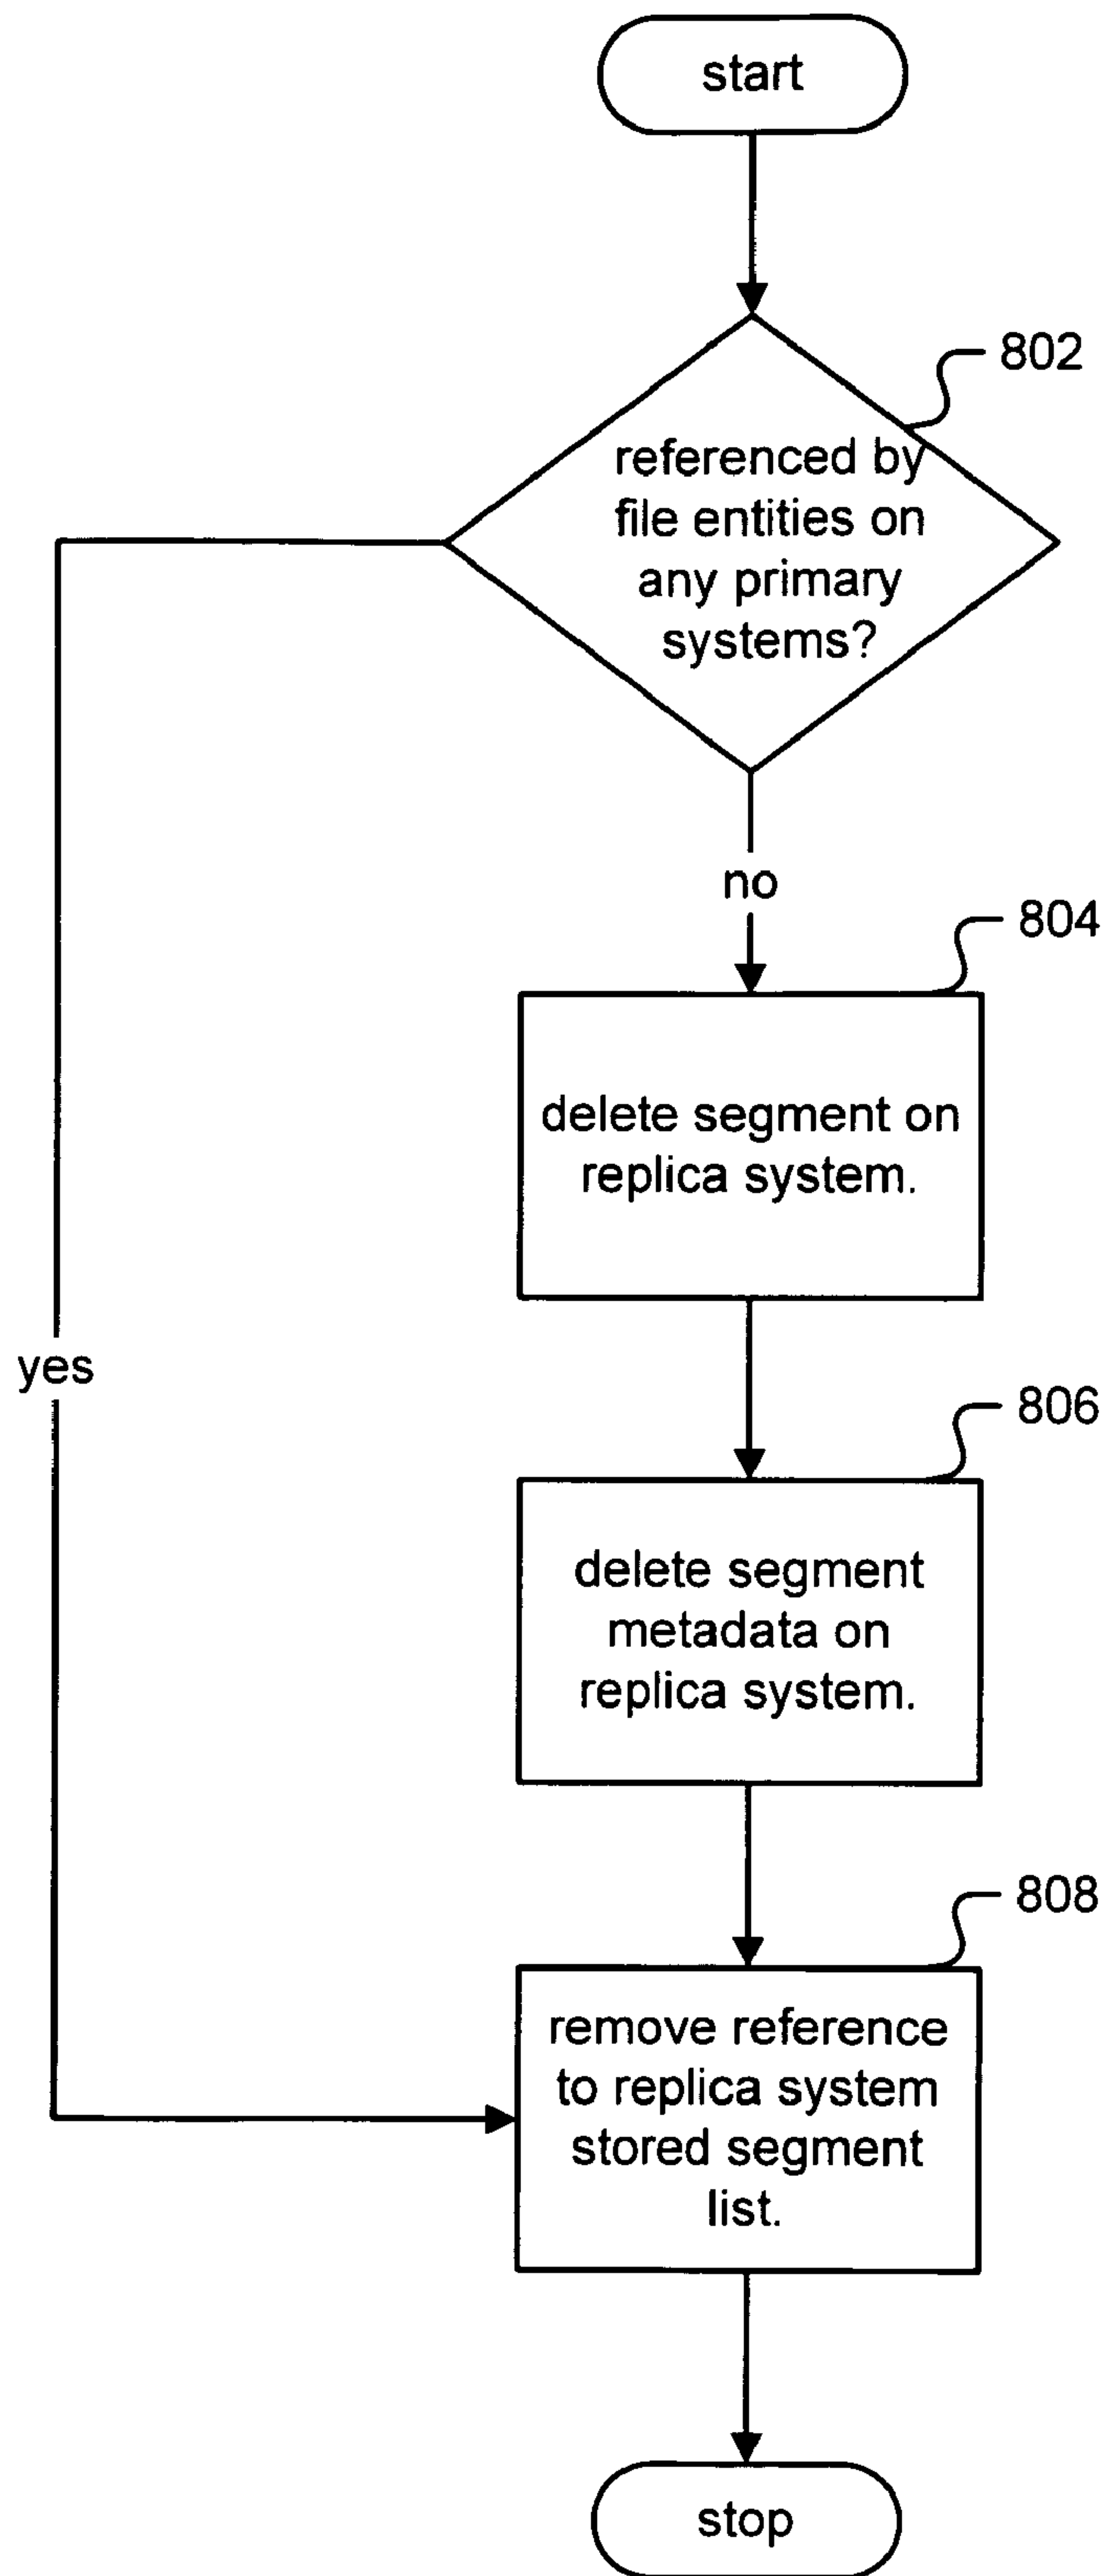 start
802
referenced by
file entities on
any primary
systems?
no
804
delete segment on
replica system.
yes
806
delete segment
metadata on
replica system.
808
remove reference
to replica system
stored segment
list.
stop